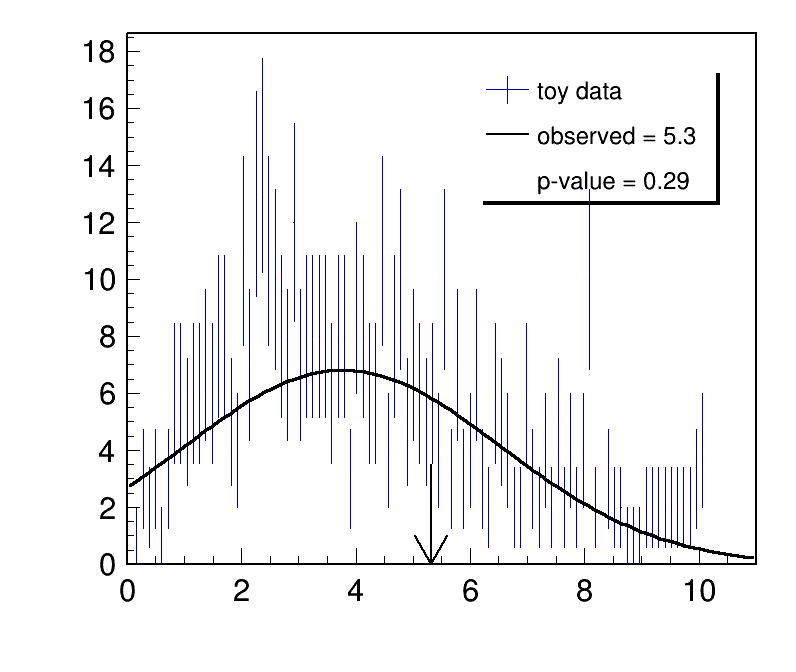 18
16
14
12
10
8
6
4
2
0
toy data
observed = 5.3
p-value = 0.29
0 2 4 6 8 10